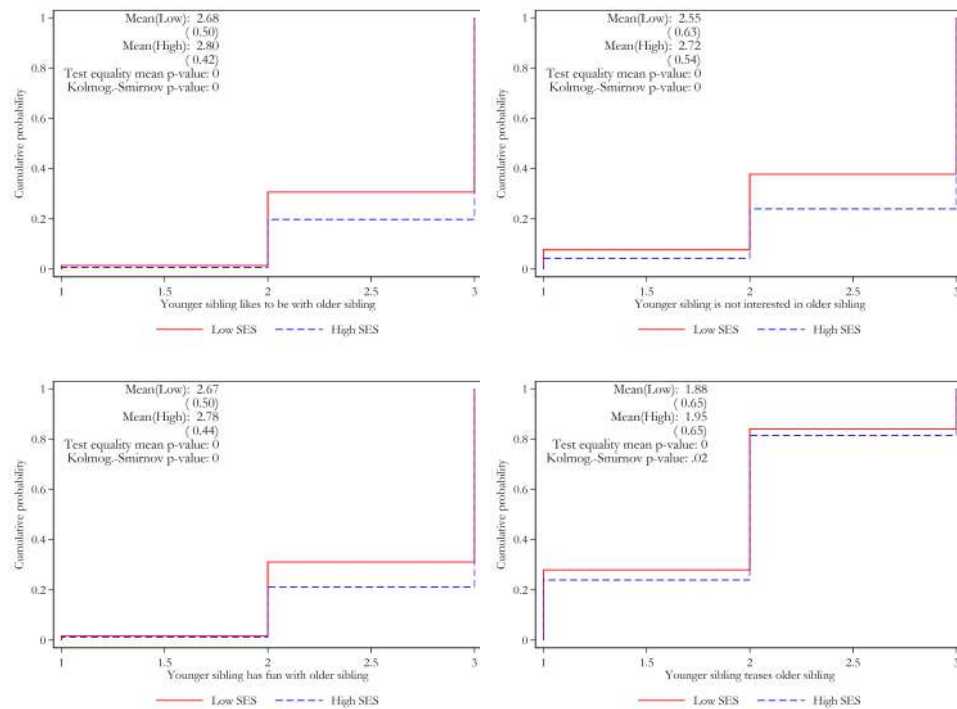 Mean(Low): 2.68
( 0.50)
Mean(High): 2.80
( 0.42)
Test equality mean p-value: 0
Kolmog.-Smirnov p-value: 0
Cumulative probability
1
0.8
0.6
0.4
0.2
0
1 1.5 2 2.5 3
Younger sibling likes to be with older sibling
Low SES High SES
Mean(Low): 2.55
( 0.63)
Mean(High): 2.72
( 0.54)
Test equality mean p-value: 0
Kolmog.-Smirnov p-value: 0
Cumulative probability
1
0.8
0.6
0.4
0.2
0
1 1.5 2 2.5 3
Younger sibling is not interested in older sibling
Low SES High SES
Mean(Low): 2.67
( 0.50)
Mean(High): 2.78
( 0.44)
Test equality mean p-value: 0
Kolmog.-Smirnov p-value: 0
Cumulative probability
1
0.8
0.6
0.4
0.2
0
1 1.5 2 2.5 3
Younger sibling has fun with older sibling
Low SES High SES
Mean(Low): 1.88
( 0.65)
Mean(High): 1.95
( 0.65)
Test equality mean p-value: 0
Kolmog.-Smirnov p-value: .02
Cumulative probability
1
0.8
0.6
0.4
0.2
0
1 1.5 2 2.5 3
Younger sibling teases older sibling
Low SES High SES